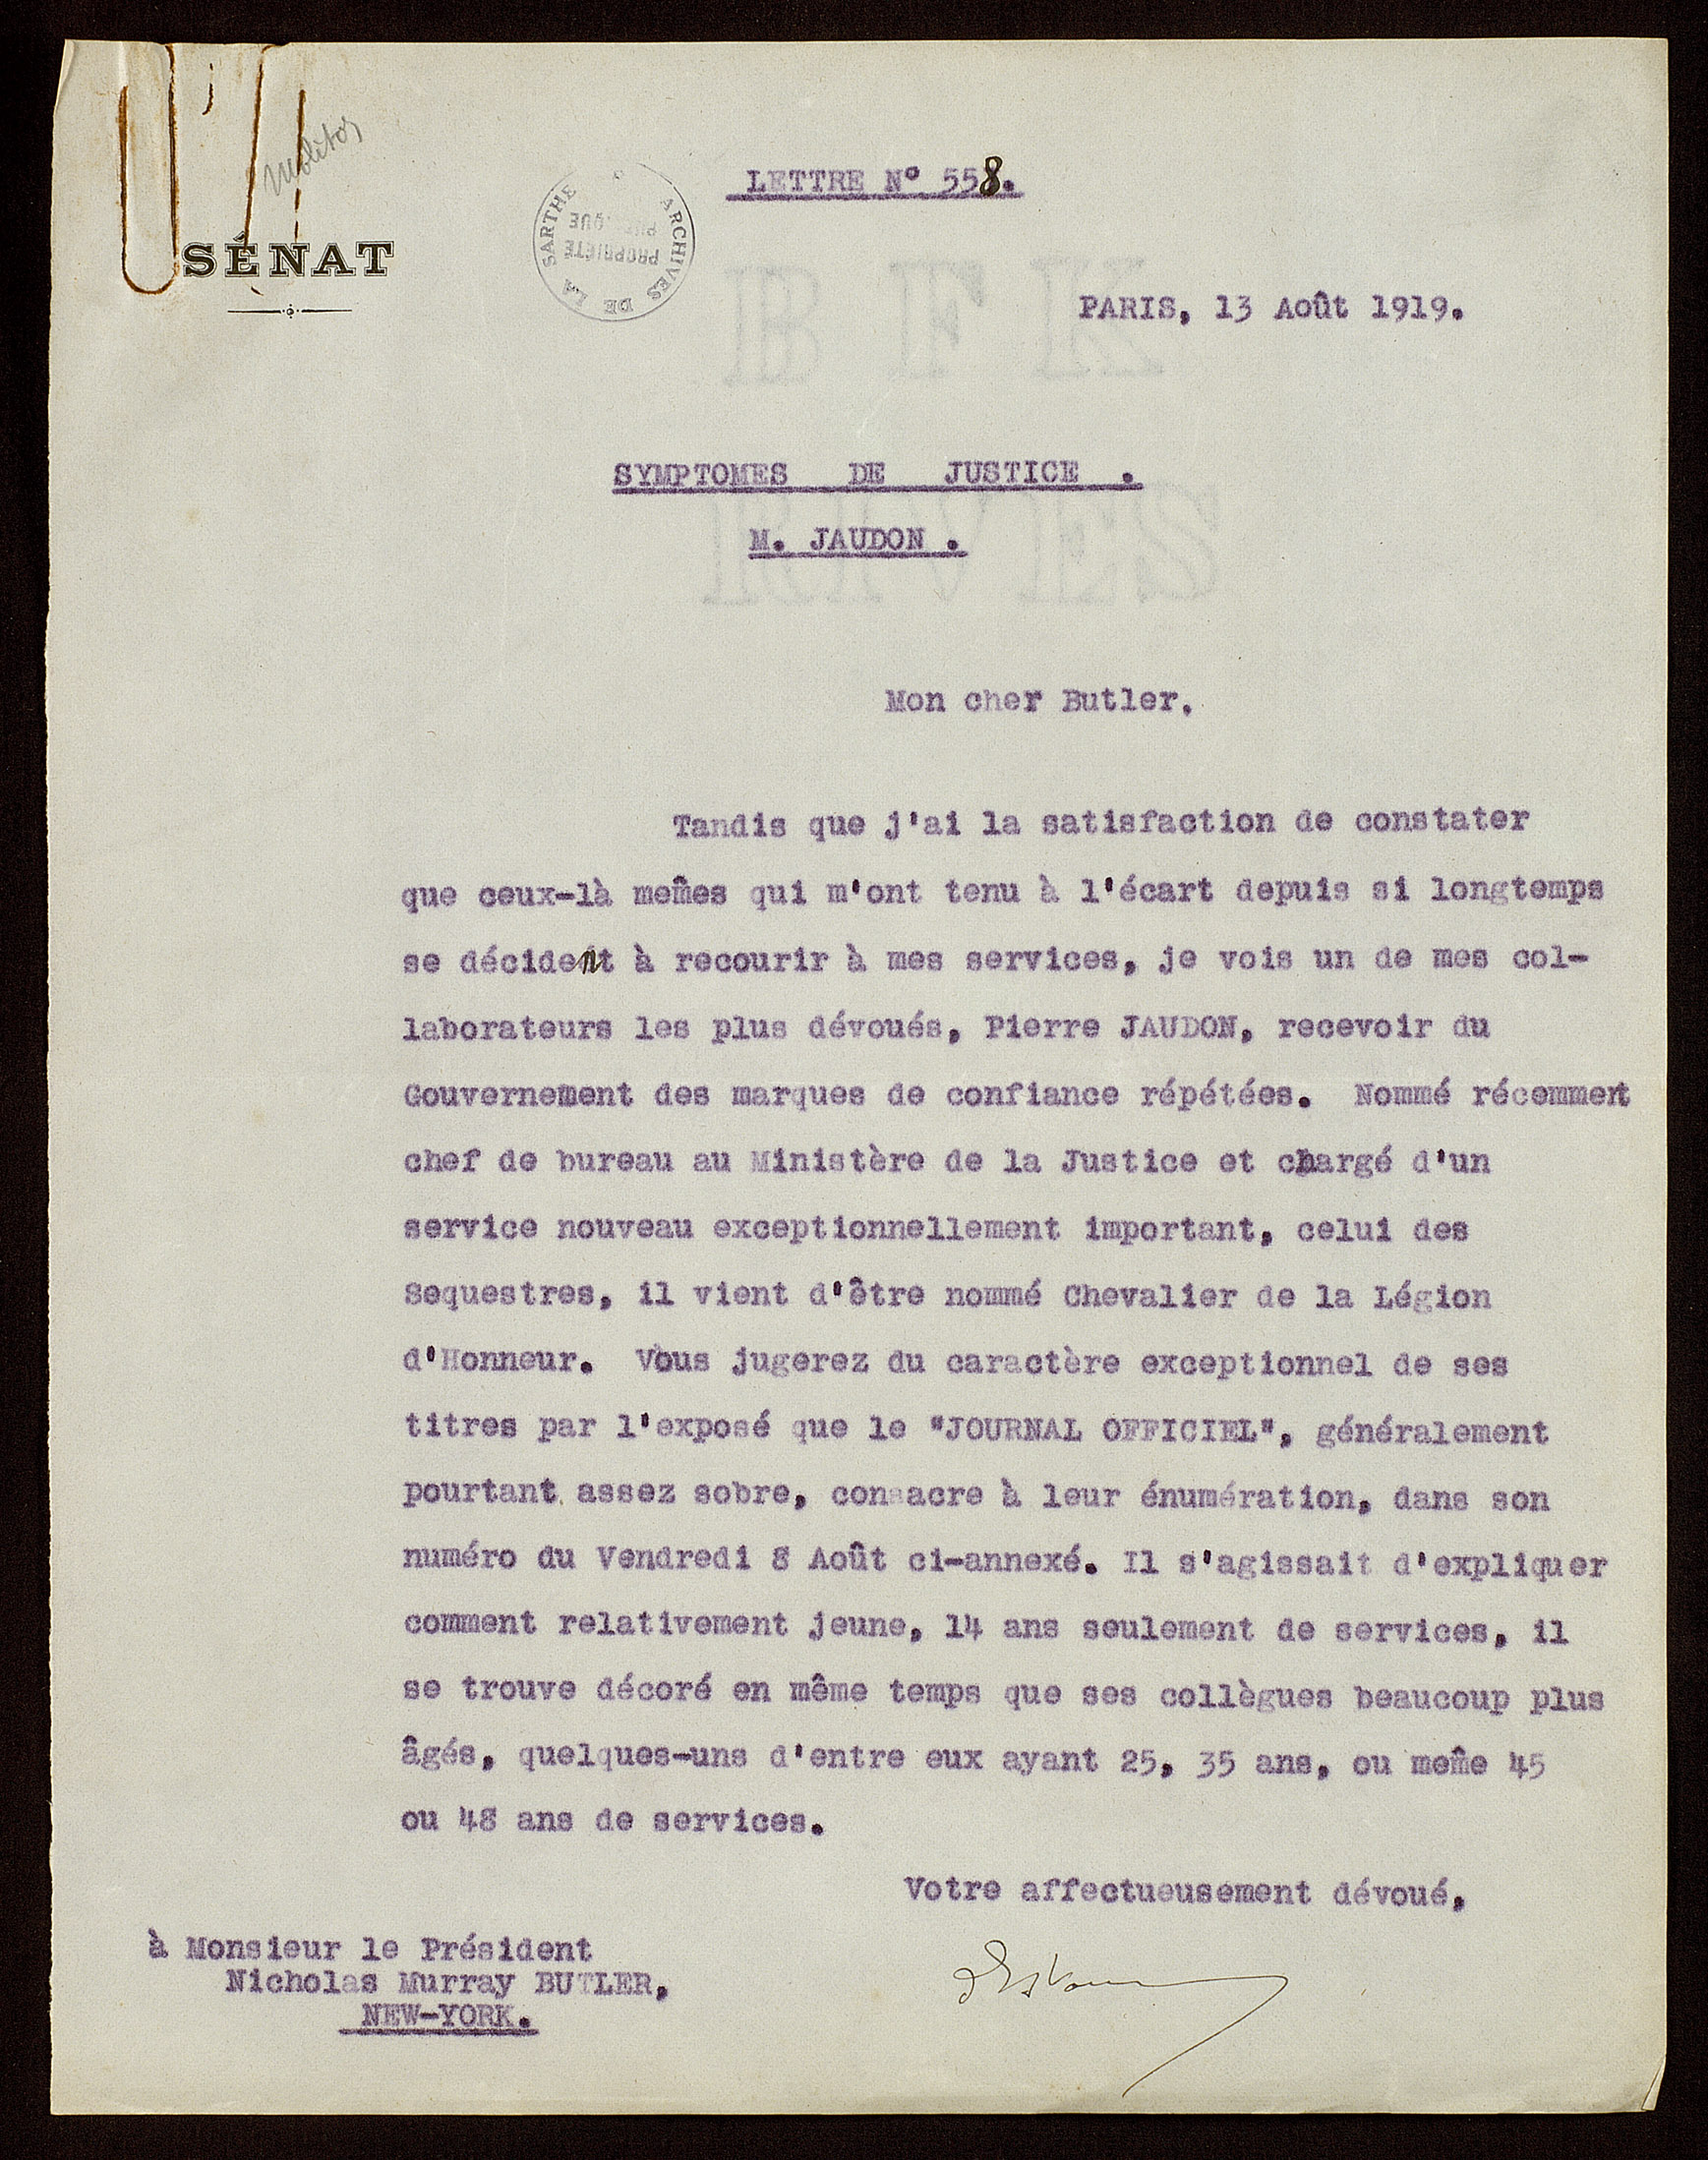 Molitor
LETTRE N° 558.
SÉNAT
ARCHIVES DE LA SARTHE
PROPRIÉTÉ
PARIS, 13 Août 1919.
SYMPTOMES DE JUSTICE .
M. JAUDON .
Mon cher Butler,
Tandis que j'ai la satisfaction de constater
que ceux-là memês qui m'ont tenu à l'écart depuis si longtemps
se décident à recourir à mes services, je vois un de mes col-
laborateurs les plus dévoués, Pierre JAUDON, recevoir du
Gouvernement des marques de confiance répétées. Nommé récemment
chef de bureau au Ministère de la Justice et chargé d'un
service nouveau exceptionnellement important, celui des
Sequestres, il vient d'être nommé Chevalier de la Légion
d'Honneur. Vous jugerez du caractère exceptionnel de ses
titres par l'exposé que le "JOURNAL OFFICIEL", généralement
pourtant assez sobre, consacre à leur énumération, dans son
numéro du Vendredi 8 Août ci-annexé. Il s'agissait d'expliquer
comment relativement jeune, 14 ans seulement de services, il
se trouve décoré en même temps que ses collègues beaucoup plus
âgés, quelques-uns d'entre eux ayant 25, 35 ans, ou memê 45
ou 48 ans de services.
Votre affectueusement dévoué,
à Monsieur le Président
Nicholas Murray BUTLER,
NEW-YORK.